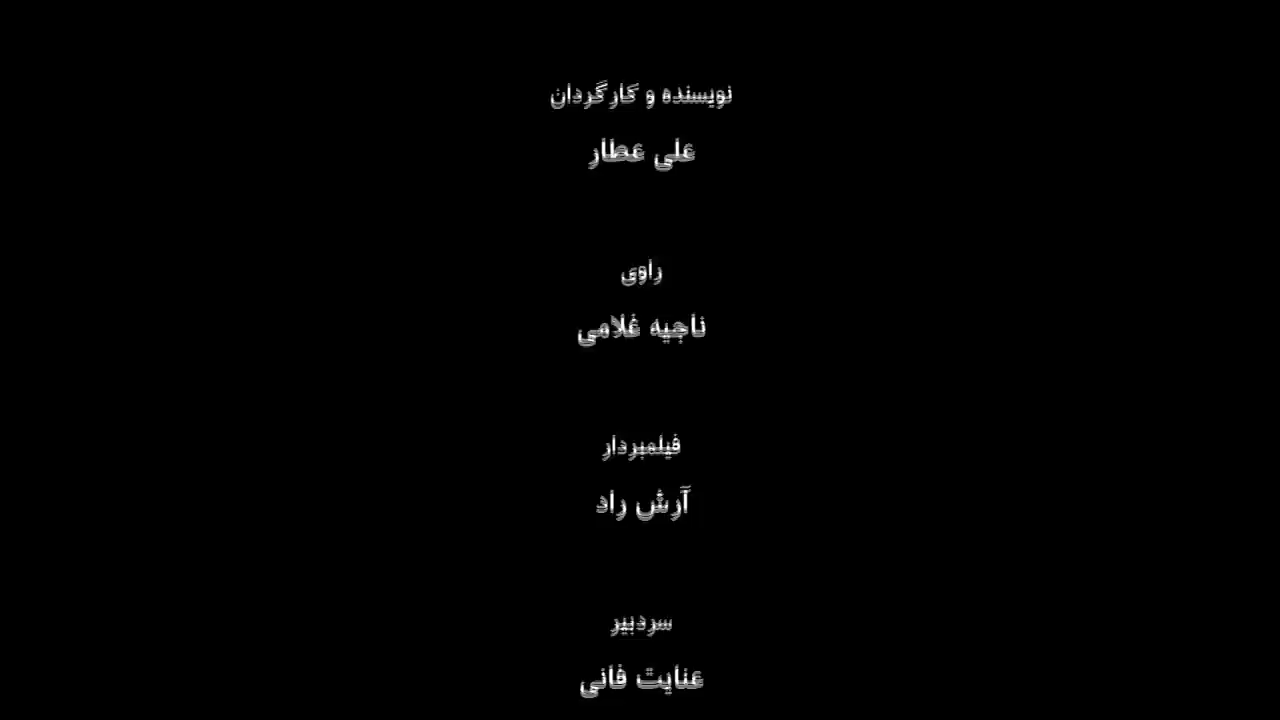 نویسنده و کارگردان
علی عطار
راوی
ناجیه غلامی
فیلمبردار
آرش راد
سردبیر
عنایت فانی